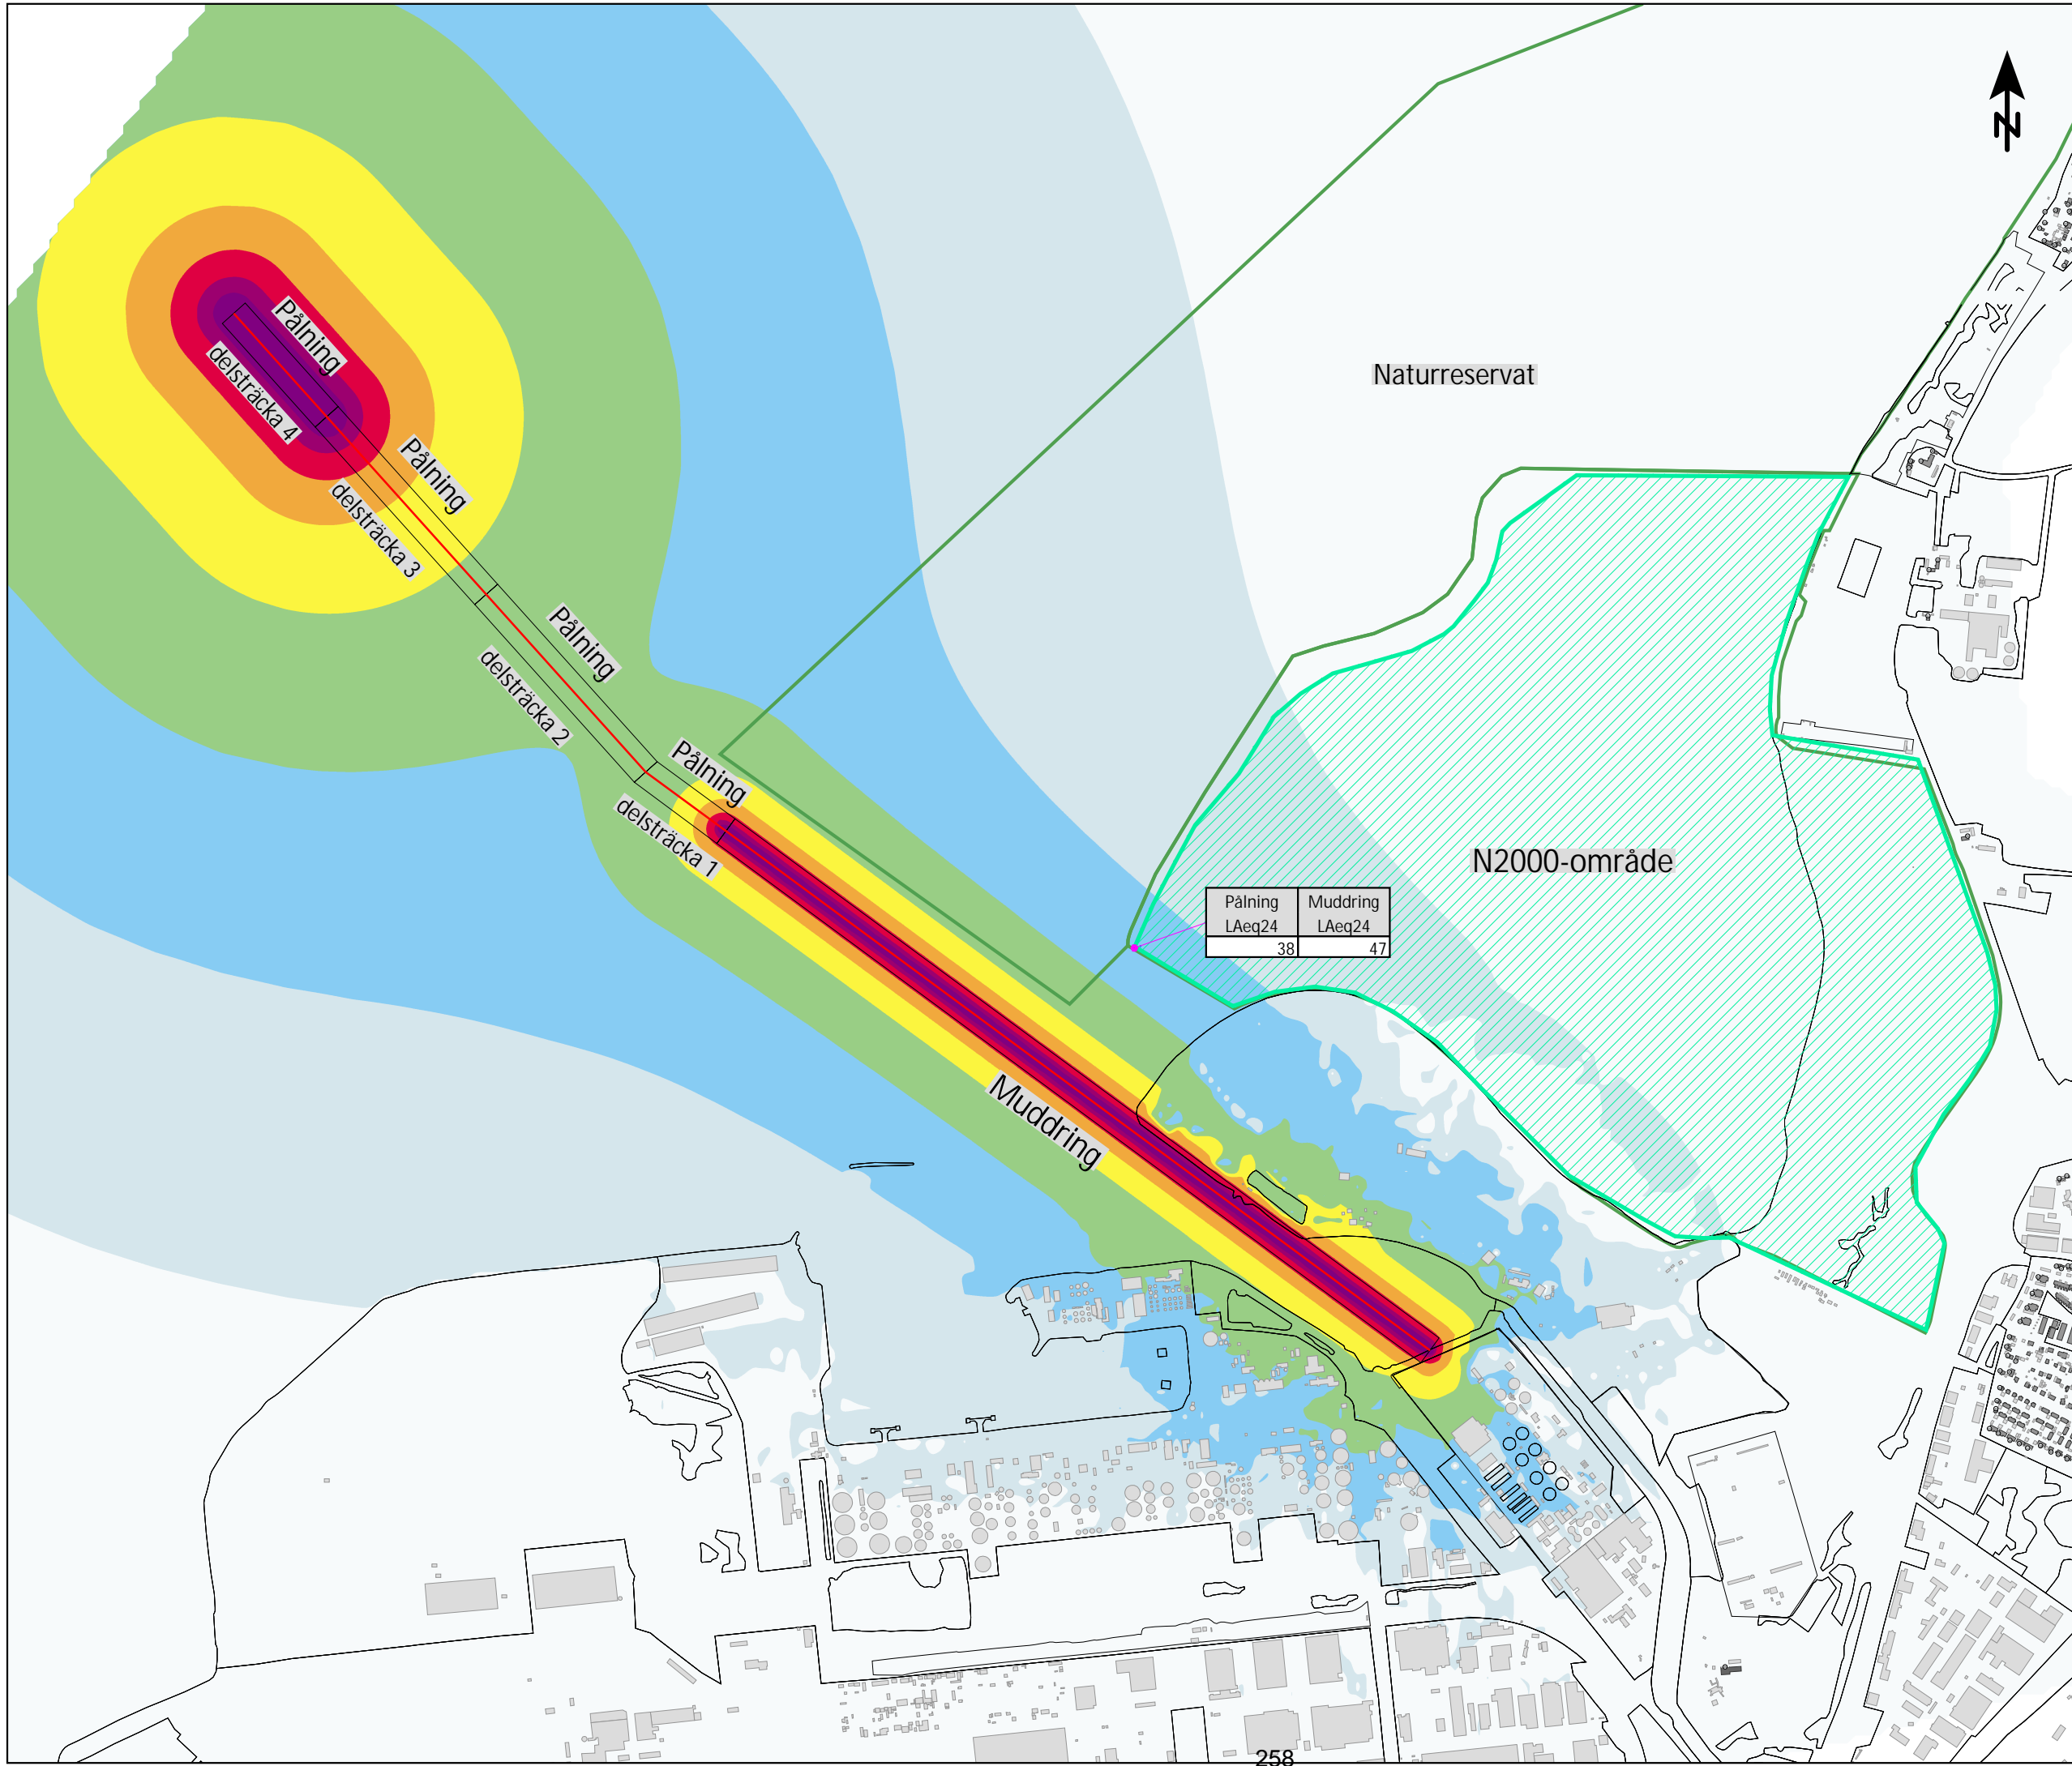 N
Pålning
delsträcka 4
Naturreservat
Pålning
delsträcka 3
Pålning
delsträcka 2
Pålning
delsträcka 1
N2000-område
Pålning Muddring
LAeq24 LAeq24
38 47
Muddring
258